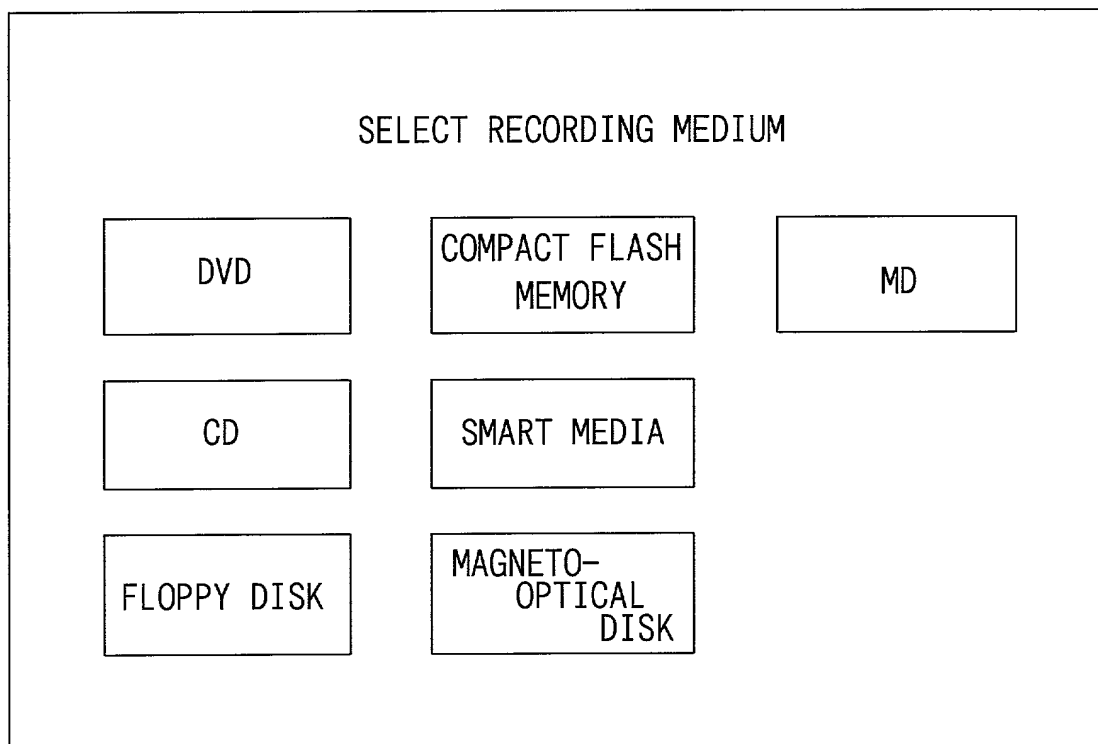 SELECT RECORDING MEDIUM
DVD
COMPACT FLASH
MEMORY
MD
CD
SMART MEDIA
FLOPPY DISK
MAGNETO-
OPTICAL
DISK